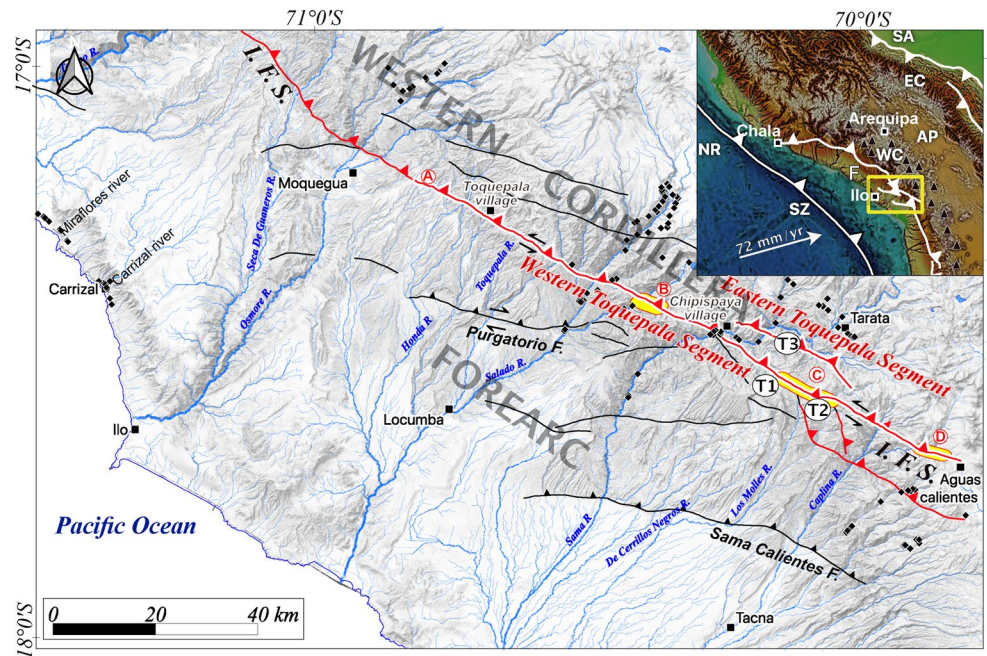 71°0'S
70°0'S
17°0'S
18°0'S
I. F. S.
WESTERN
CORDILLERA
FOREARC
Moquegua
A
Toquepala
village
Miraflores river
Carrizal river
Carrizal
Seca De Guaneros R.
Osmore R.
Toquepala R.
Western Toquepala Segment
Eastern Toquepala Segment
B
Chipispaya
village
Tarata
T3
C
T1
T2
D
I. F. S.
Aguas
calientes
Honda R.
Purgatorio F.
Salado R.
Locumba
Ilo
Pacific Ocean
Sama R.
De Cerrillos Negros R.
Los Molles R.
Caplina R.
Sama Calientes F.
Tacna
0 20 40 km
SA
EC
Arequipa
Chala
AP
WC
NR
F
Ilo
SZ
72 mm/yr